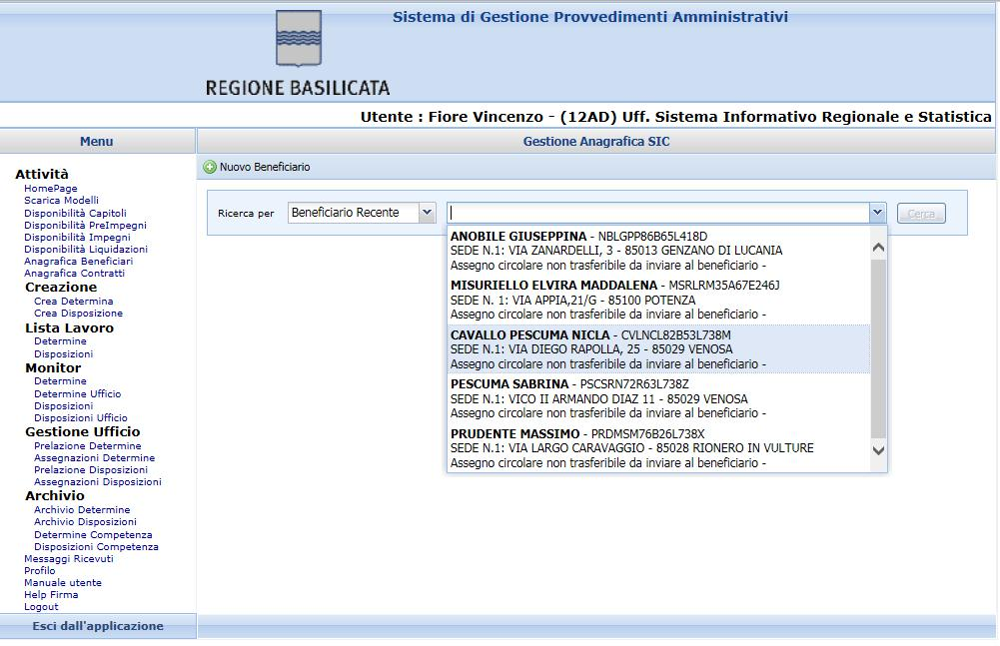 Sistema di Gestione Provvedimenti Amministrativi
REGIONE BASILICATA
Utente : Fiore Vincenzo - (12AD) Uff. Sistema Informativo Regionale e Statistica
Menu
Gestione Anagrafica SIC
Attività
HomePage
Scarica Modelli
Disponibilità Capitoli
Disponibilità PreImpegni
Disponibilità Impegni
Disponibilità Liquidazioni
Anagrafica Beneficiari
Anagrafica Contratti
Creazione
Crea Determina
Crea Disposizione
Lista Lavoro
Determine
Disposizioni
Monitor
Determine
Determine Ufficio
Disposizioni
Disposizioni Ufficio
Gestione Ufficio
Prelazione Determine
Assegnazioni Determine
Prelazione Disposizioni
Assegnazioni Disposizioni
Archivio
Archivio Determine
Archivio Disposizioni
Determine Competenza
Disposizioni Competenza
Messaggi Ricevuti
Profilo
Manuale utente
Help Firma
Logout
Esci dall'applicazione
Nuovo Beneficiario
Ricerca per Beneficiario Recente Cerca
ANOBILE GIUSEPPINA - NBLGPP86B65L418D
SEDE N.1: VIA ZANARDELLI, 3 - 85013 GENZANO DI LUCANIA
Assegno circolare non trasferibile da inviare al beneficiario -
MISURIELLO ELVIRA MADDALENA - MSRLRM35A67E246J
SEDE N. 1: VIA APPIA,21/G - 85100 POTENZA
Assegno circolare non trasferibile da inviare al beneficiario -
CAVALLO PESCUMA NICLA - CVLNCL82B53L738M
SEDE N.1: VIA DIEGO RAPOLLA, 25 - 85029 VENOSA
Assegno circolare non trasferibile da inviare al beneficiario -
PESCUMA SABRINA - PSCSRN72R63L738Z
SEDE N.1: VICO II ARMANDO DIAZ 11 - 85029 VENOSA
Assegno circolare non trasferibile da inviare al beneficiario -
PRUDENTE MASSIMO - PRDMSM76B26L738X
SEDE N.1: VIA LARGO CARAVAGGIO - 85028 RIONERO IN VULTURE
Assegno circolare non trasferibile da inviare al beneficiario -